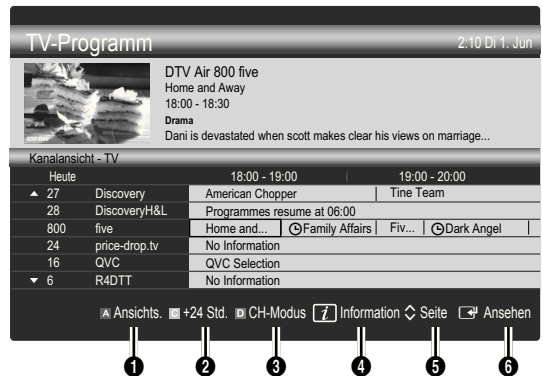 TV-Programm 2:10 Di 1. Jun
DTV Air 800 five
Home and Away
18:00 - 18:30
Drama
Dani is devastated when scott makes clear his views on marriage...
Kanalansicht - TV
Heute 18:00 - 19:00 19:00 - 20:00
▲ 27 Discovery American Chopper Tine Team
28 DiscoveryH&L Programmes resume at 06:00
800 five Home and... Family Affairs Fiv... Dark Angel
24 price-drop.tv No Information
16 QVC QVC Selection
▼ 6 R4DTT No Information
A Ansichts. C +24 Std. D CH-Modus i Information Seite Ansehen
1 2 3 4 5 6